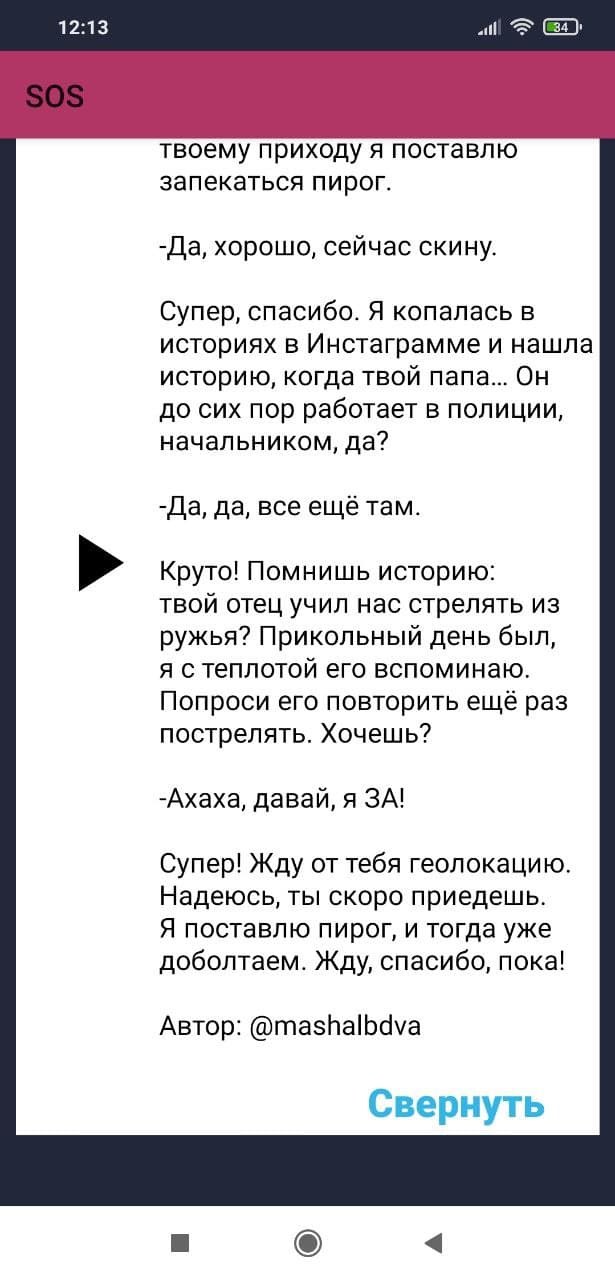 12:13
34
SOS
твоему приходу я поставлю
запекаться пирог.
-Да, хорошо, сейчас скину.
Супер, спасибо. Я копалась в
историях в Инстаграмме и нашла
историю, когда твой папа... Он
до сих пор работает в полиции,
начальником, да?
-Да, да, все ещё там.
Круто! Помнишь историю:
твой отец учил нас стрелять из
ружья? Прикольный день был,
я с теплотой его вспоминаю.
Попроси его повторить ещё раз
пострелять. Хочешь?
-Ахаха, давай, я ЗА!
Супер! Жду от тебя геолокацию.
Надеюсь, ты скоро приедешь.
Я поставлю пирог, и тогда уже
доболтаем. Жду, спасибо, пока!
Автор: @mashalbdva
Свернуть